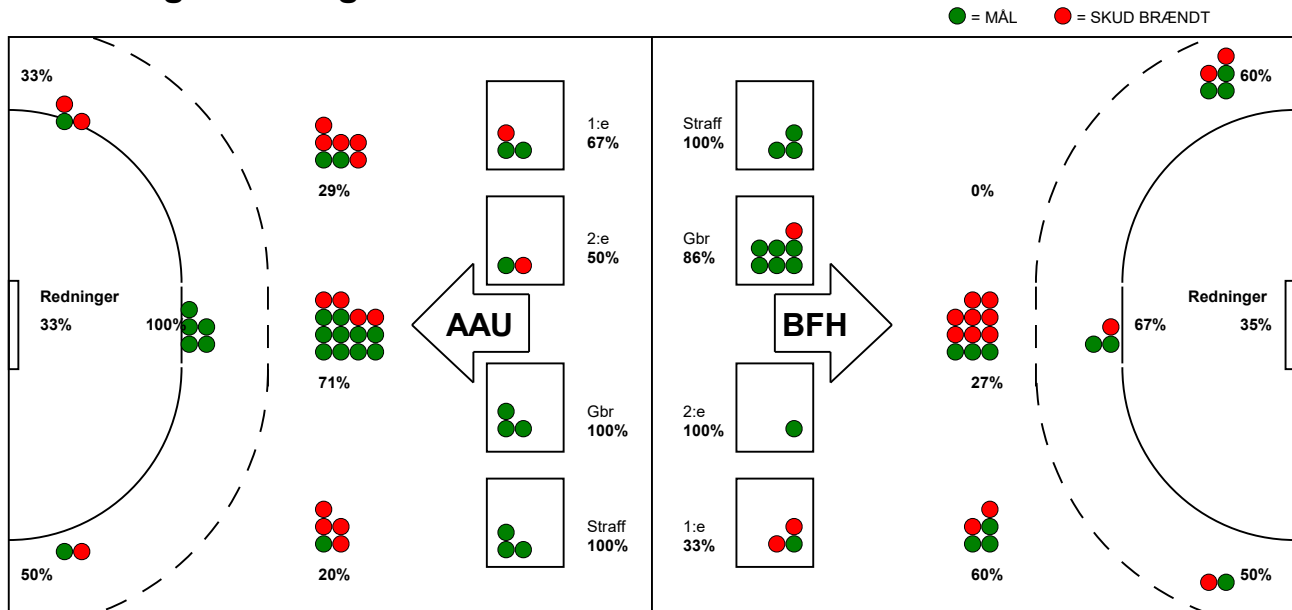 = MÅL = SKUD BRÆNDT
33%
29%
Redninger
33%
100%
71%
50%
20%
1:e
67%
2:e
50%
AAU
Gbr
100%
Straff
100%
Straff
100%
Gbr
86%
BFH
2:e
100%
1:e
33%
60%
0%
27%
67%
Redninger
35%
60%
50%